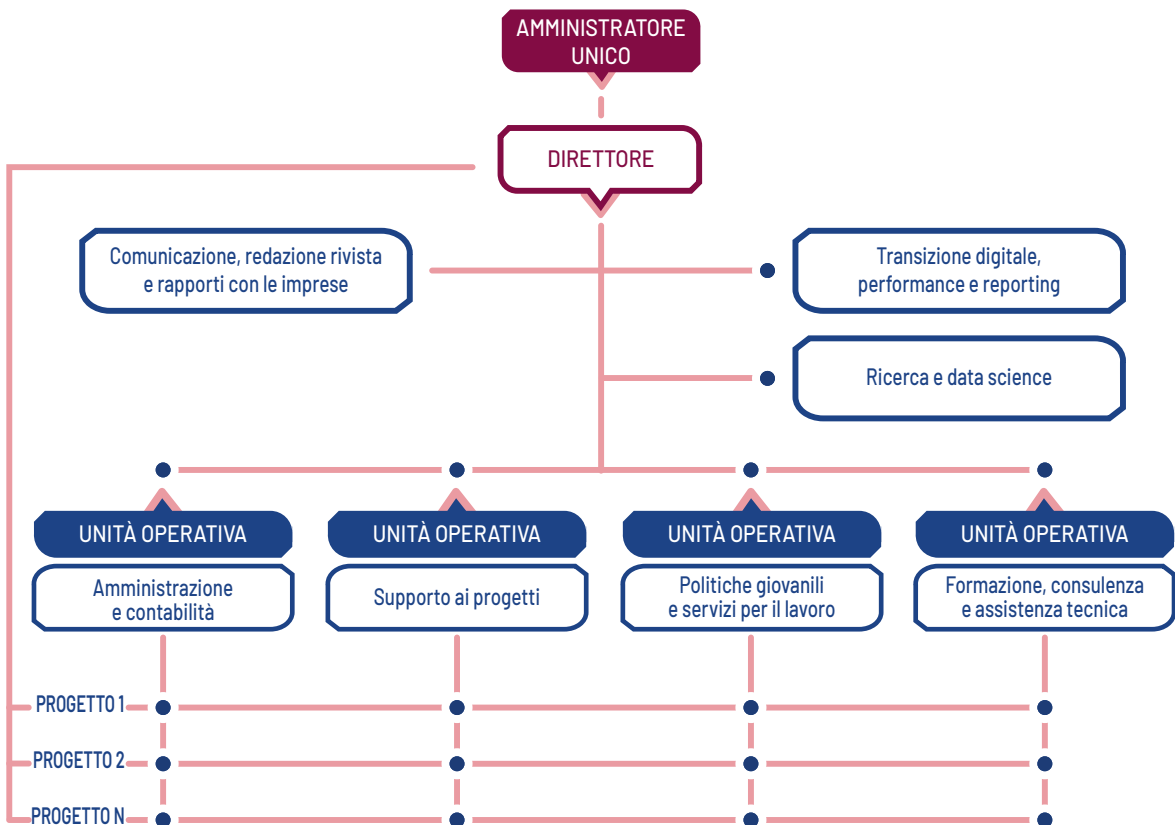 AMMINISTRATORE
UNICO
DIRETTORE
Comunicazione, redazione rivista
e rapporti con le imprese
Transizione digitale,
performance e reporting
Ricerca e data science
UNITÀ OPERATIVA
Amministrazione
e contabilità
UNITÀ OPERATIVA
Supporto ai progetti
UNITÀ OPERATIVA
Politiche giovanili
e servizi per il lavoro
UNITÀ OPERATIVA
Formazione, consulenza
e assistenza tecnica
PROGETTO 1
PROGETTO 2
PROGETTO N